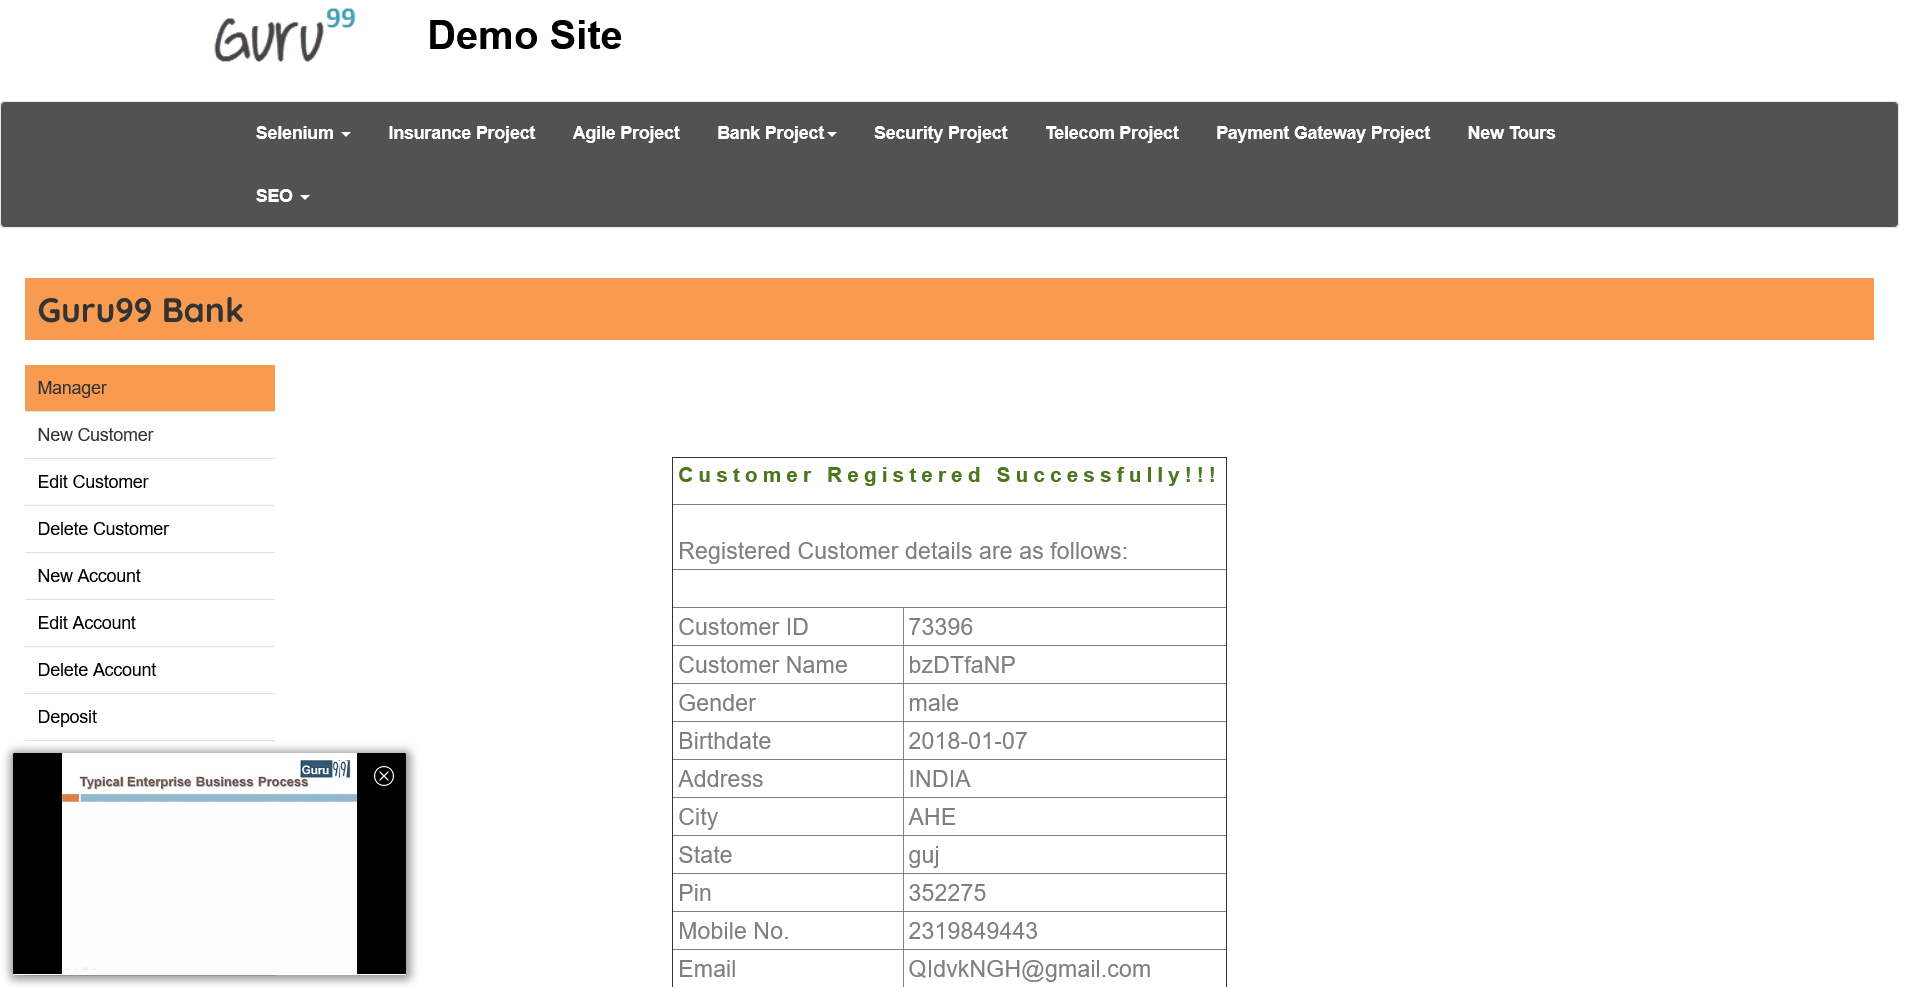 Guru99
Demo Site
Selenium Insurance Project Agile Project Bank Project Security Project Telecom Project Payment Gateway Project New Tours
SEO
Guru99 Bank
Manager
New Customer
Edit Customer
Delete Customer
New Account
Edit Account
Delete Account
Deposit
Guru99
Typical Enterprise Business Process
Customer Registered Successfully!!!
Registered Customer details are as follows:
Customer ID 73396
Customer Name bzDTfaNP
Gender male
Birthdate 2018-01-07
Address INDIA
City AHE
State guj
Pin 352275
Mobile No. 2319849443
Email QIdvkNGH@gmail.com